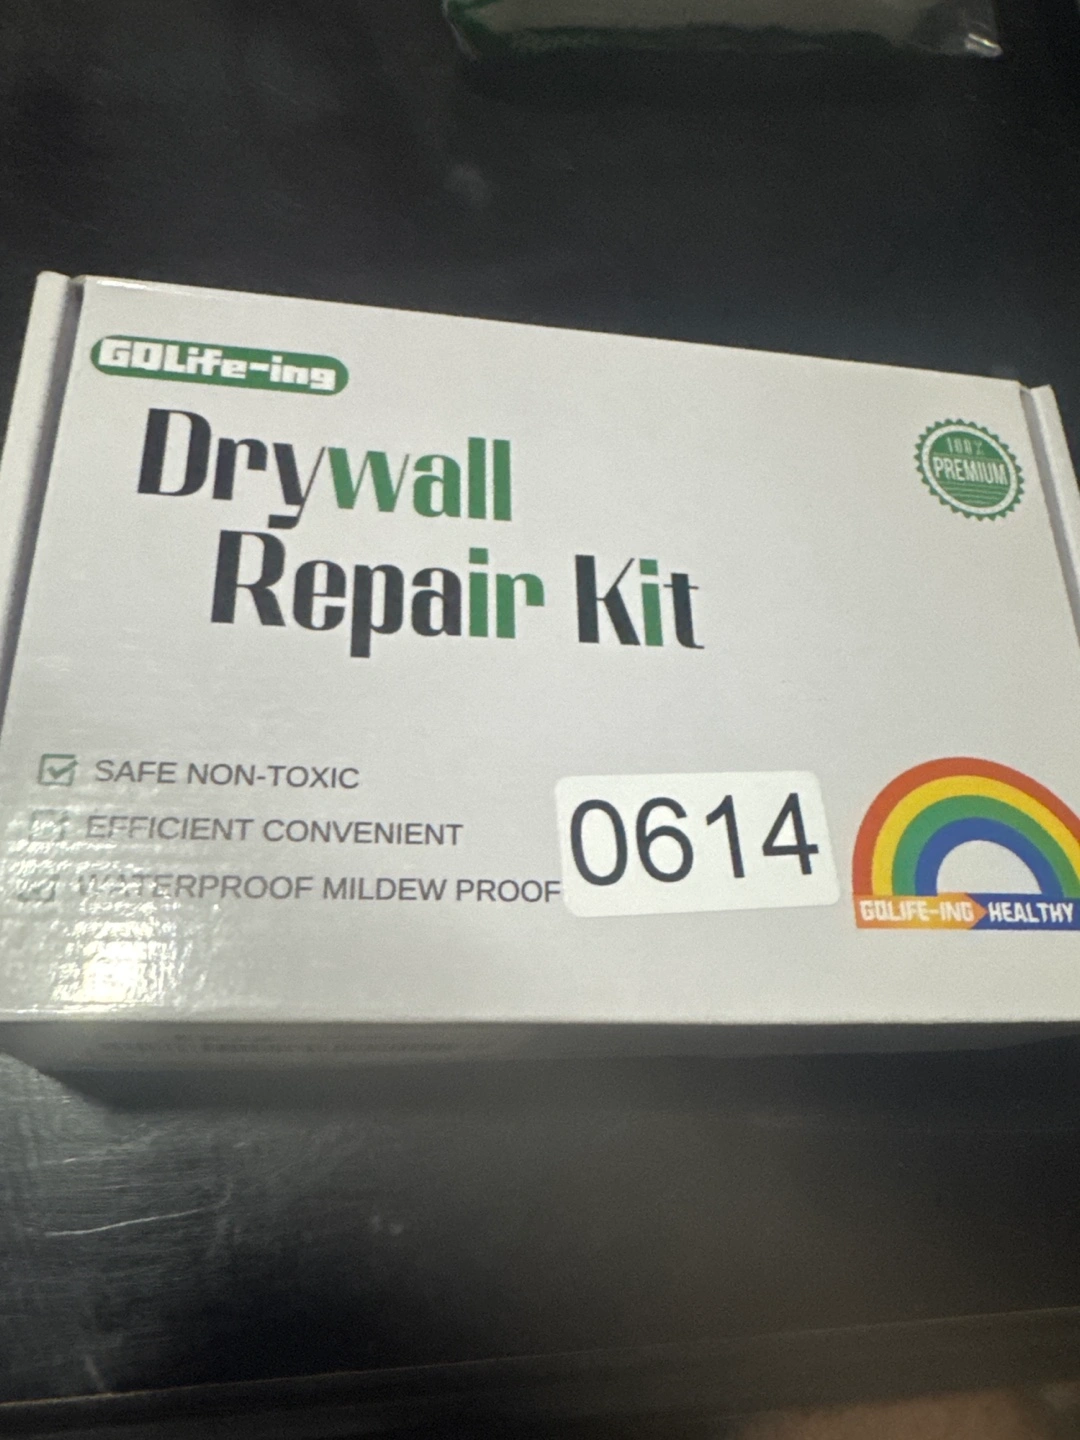 GOLife-ing
Drywall
Repair Kit
100%
PREMIUM
SAFE NON-TOXIC
EFFICIENT CONVENIENT
WATERPROOF MILDEW PROOF
0614
GOLIFE-ING HEALTHY